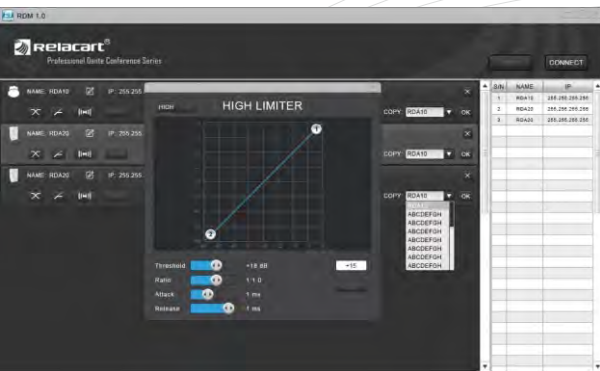 RDM 1.0
Relacart®
Professional Dante Conference Series
CONNECT
NAME: RDA10 IP: 255.255
NAME: RDA20 IP: 255.255
NAME: RDA20 IP: 255.255
HIGH
HIGH LIMITER
Threshold +18 dB
Ratio 1:1.0
Attack 1 ms
Release 1 ms
+15
COPY: RDA10 OK
COPY: RDA10 OK
COPY: RDA10 OK
ABCDEFGH
ABCDEFGH
ABCDEFGH
ABCDEFGH
ABCDEFGH
ABCDEFGH
ABCDEFGH
S/N NAME IP
1 RDA10 255.255.255.255
2 RDA20 255.255.255.255
3 RDA20 255.255.255.255